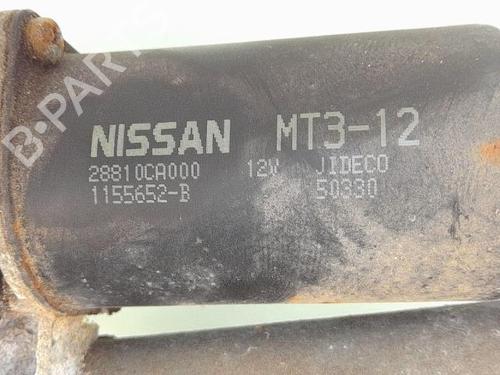 B-PARTS
NISSAN MT3-12
28810CA000 12V JIDECO
1155652-B 50330